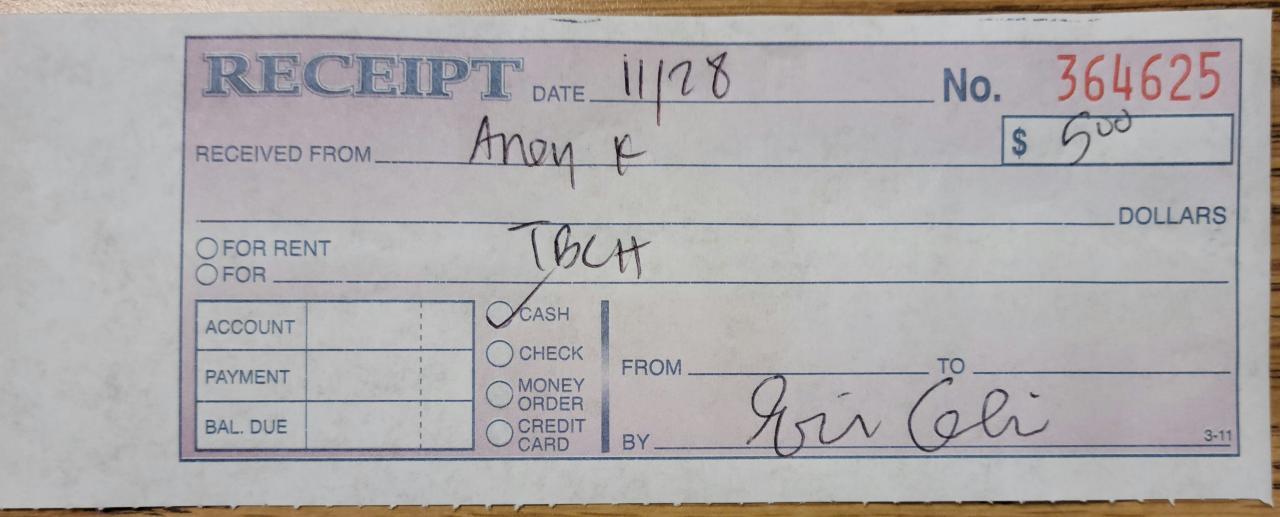 RECEIPT DATE 11/28 No. 364625
RECEIVED FROM Andy K $ 500
DOLLARS
FOR RENT
FOR TBCH
ACCOUNT
PAYMENT
BAL. DUE
CASH
CHECK
MONEY
ORDER
CREDIT
CARD
FROM TO
BY
3-11